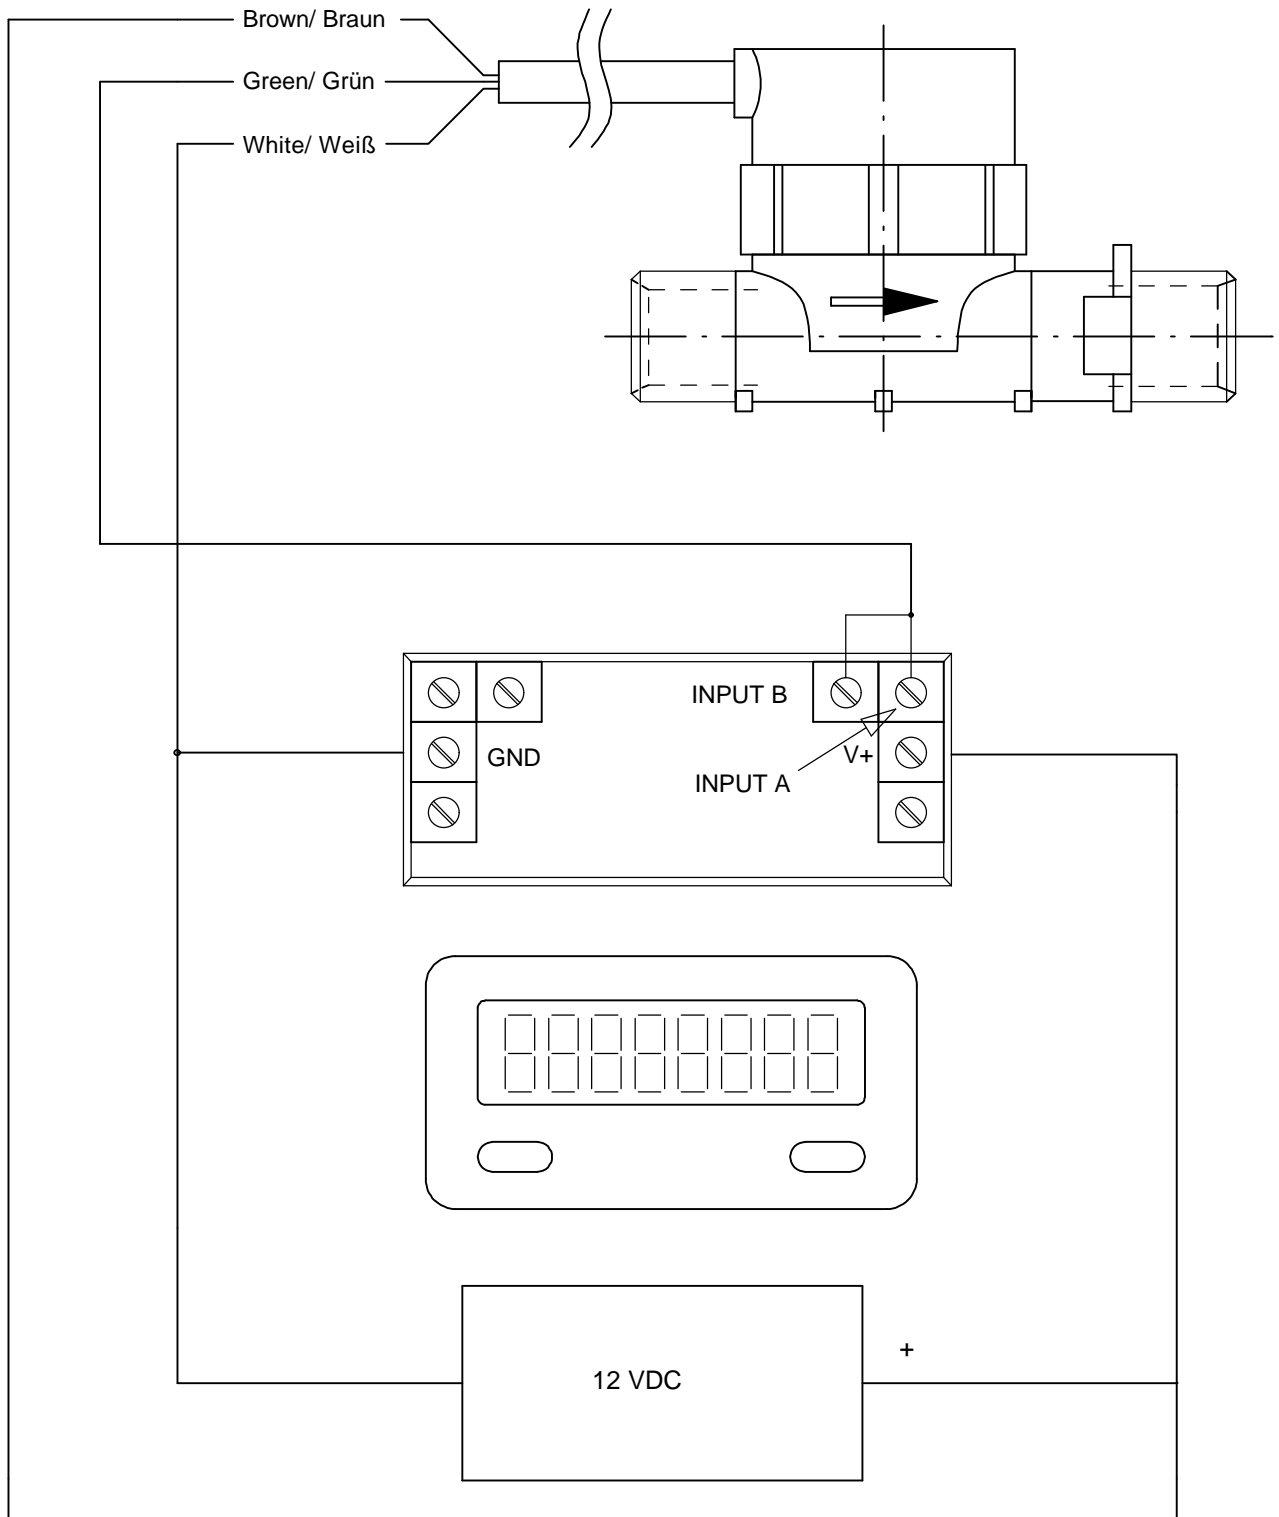 Brown/ Braun
Green/ Grün
White/ Weiß
INPUT B
GND
V+
INPUT A
+
12 VDC